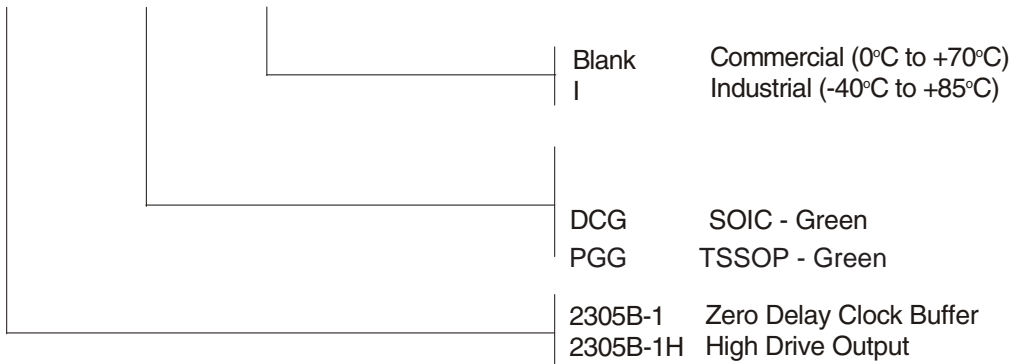 Blank Commercial (0°C to +70°C)
I Industrial (-40°C to +85°C)
DCG SOIC - Green
PGG TSSOP - Green
2305B-1 Zero Delay Clock Buffer
2305B-1H High Drive Output